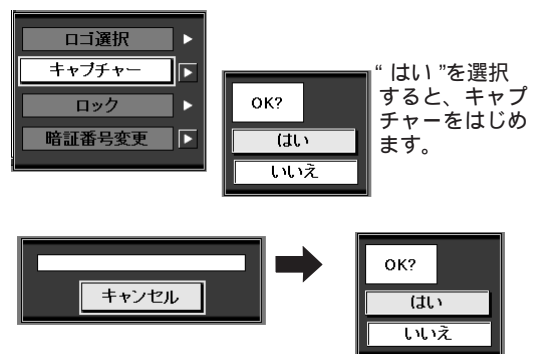 ロゴ選択
キャプチャー
ロック
暗証番号変更
OK?
はい
いいえ
“ はい ”を選択
すると、キャプ
チャーをはじめ
ます。
キャンセル
OK?
はい
いいえ